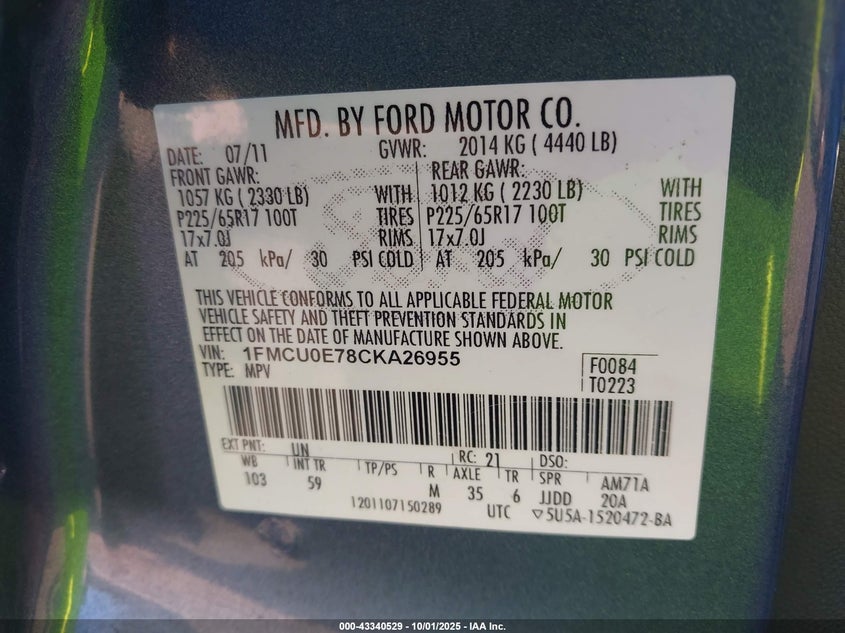 MFD. BY FORD MOTOR CO.
DATE: 07/11 GVWR: 2014 KG ( 4440 LB)
FRONT GAWR: REAR GAWR:
1057 KG ( 2330 LB) WITH 1012 KG ( 2230 LB) WITH
P225/65R17 100T TIRES P225/65R17 100T TIRES
17x7.0J RIMS 17x7.0J RIMS
AT 205 kPa/ 30 PSI COLD AT 205 kPa/ 30 PSI COLD
THIS VEHICLE CONFORMS TO ALL APPLICABLE FEDERAL MOTOR
VEHICLE SAFETY AND THEFT PREVENTION STANDARDS IN
EFFECT ON THE DATE OF MANUFACTURE SHOWN ABOVE.
VIN: 1FMCU0E78CKA26955 F0084
TYPE: MPV T0223
EXT PNT: UN RC: 21 DSO:
WB INT TR TP/PS R AXLE TR SPR AM71A
103 59 M 35 6 JJDD 20A
1201107150289 UTC ▽5U5A-1520472-BA
000-43340529 - 10/01/2025 - IAA Inc.